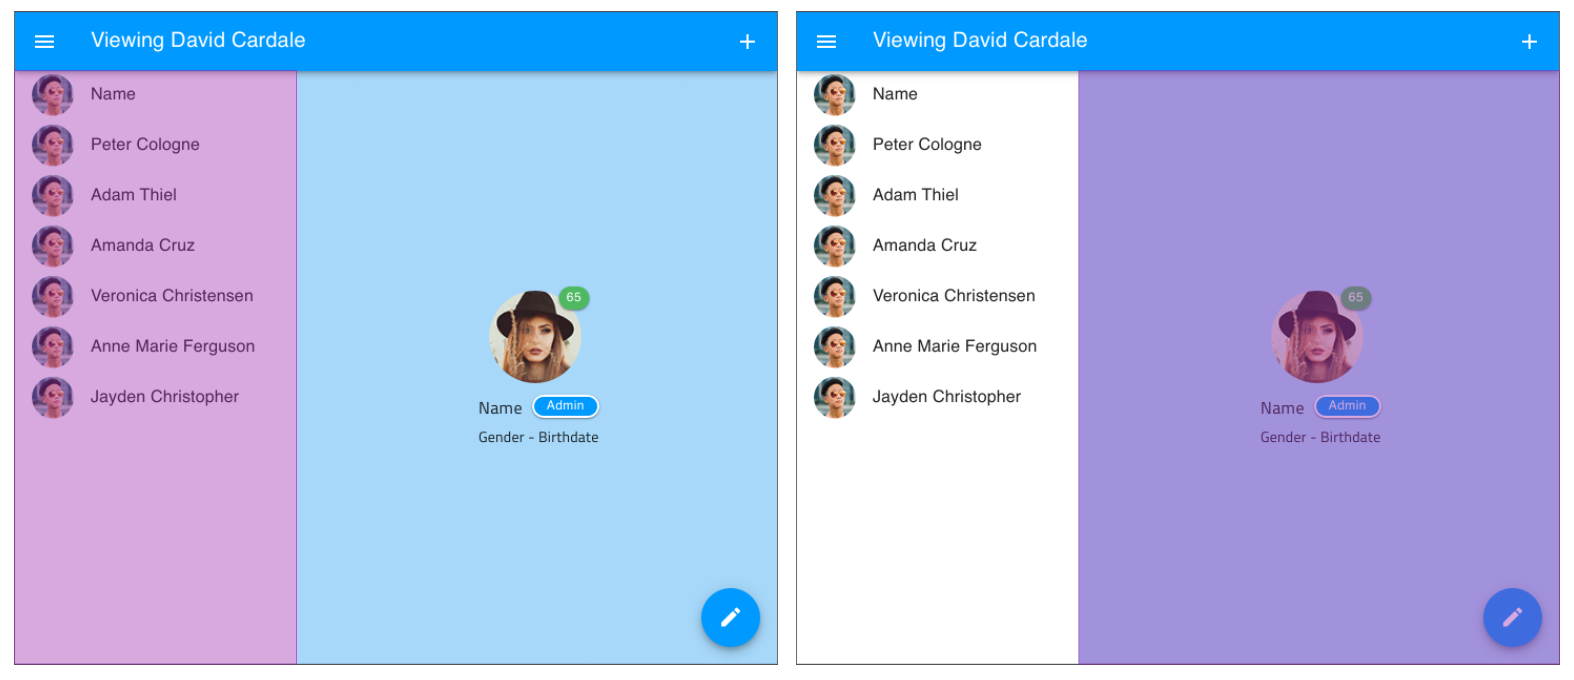 Viewing David Cardale
Name
Peter Cologne
Adam Thiel
Amanda Cruz
Veronica Christensen
Anne Marie Ferguson
Jayden Christopher
65
Name Admin
Gender - Birthdate
Viewing David Cardale
Name
Peter Cologne
Adam Thiel
Amanda Cruz
Veronica Christensen
Anne Marie Ferguson
Jayden Christopher
65
Name Admin
Gender - Birthdate